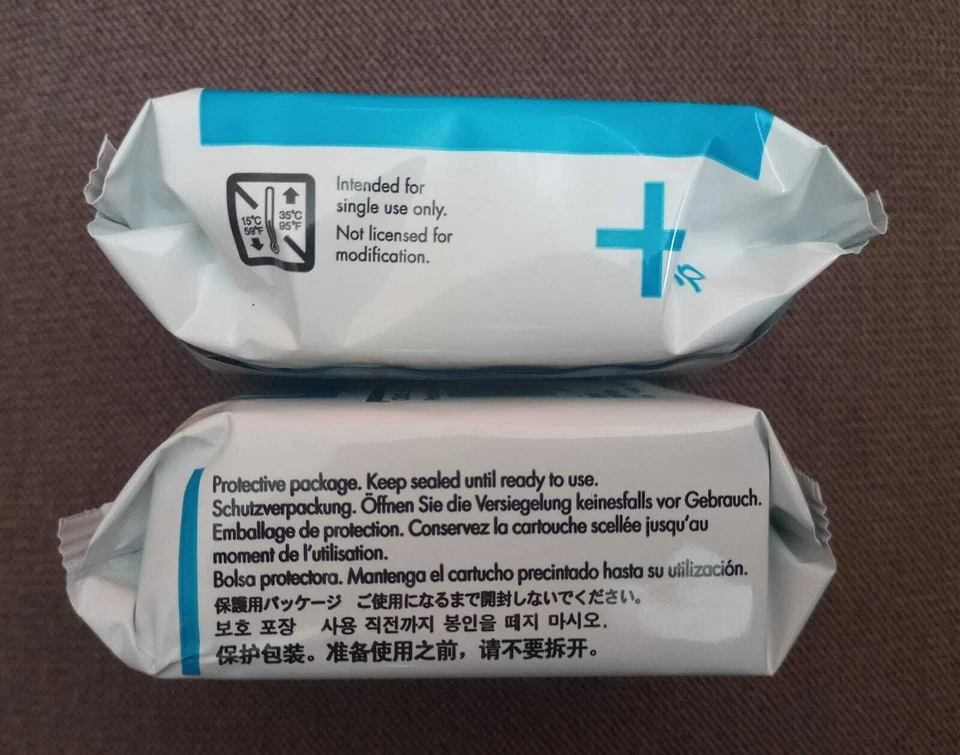 Intended for
single use only.
Not licensed for
modification.
15°C
59°F
35°C
95°F
Protective package. Keep sealed until ready to use.
Schutzverpackung. Öffnen Sie die Versiegelung keinesfalls vor Gebrauch.
Emballage de protection. Conservez la cartouche scellée jusqu'au
moment de l'utilisation.
Bolsa protectora. Mantenga el cartucho precintado hasta su utilización.
保護用パッケージ ご使用になるまで開封しないでください。
보호 포장 사용 직전까지 봉인을 떼지 마시오.
保护包装。准备使用之前，请不要拆开。